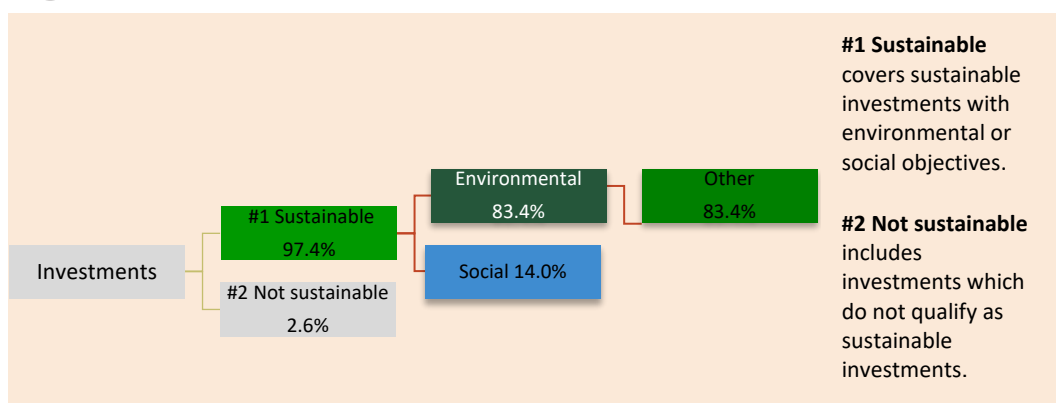 Investments
#1 Sustainable
97.4%
#2 Not sustainable
2.6%
Environmental
83.4%
Social 14.0%
Other
83.4%
#1 Sustainable
covers sustainable
investments with
environmental or
social objectives.
#2 Not sustainable
includes
investments which
do not qualify as
sustainable
investments.